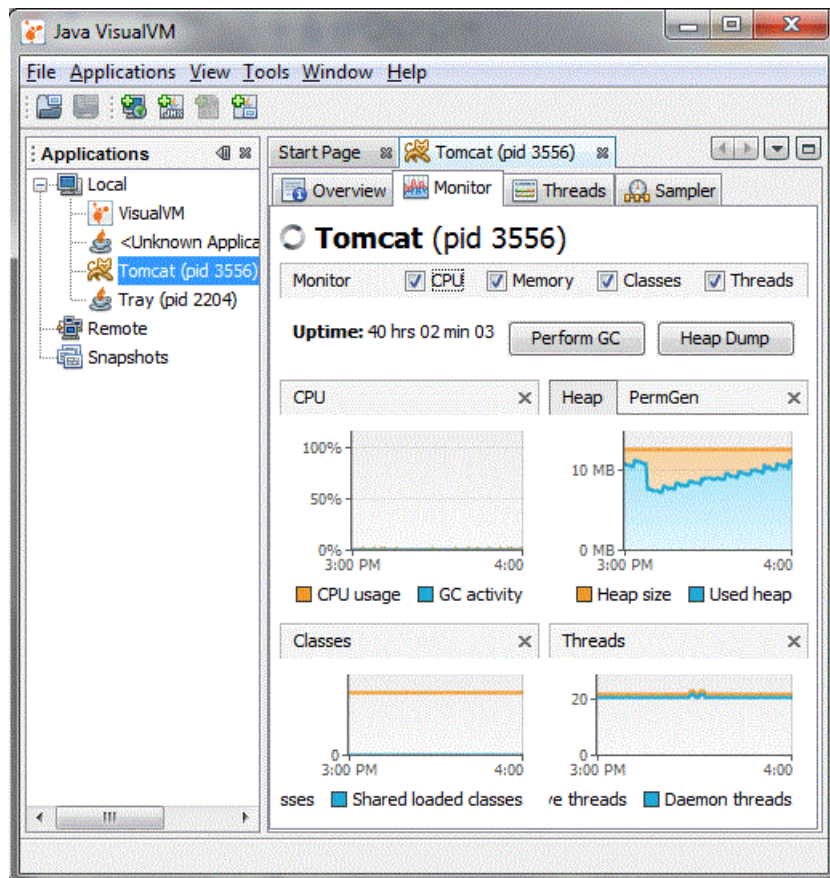 Java VisualVM
File Applications View Tools Window Help
Applications
Local
VisualVM
<Unknown Applica
Tomcat (pid 3556)
Tray (pid 2204)
Remote
Snapshots
Start Page Tomcat (pid 3556)
Overview Monitor Threads Sampler
Tomcat (pid 3556)
Monitor CPU Memory Classes Threads
Uptime: 40 hrs 02 min 03 Perform GC Heap Dump
CPU
100%
50%
0%
3:00 PM 4:00
CPU usage GC activity
Heap PermGen
10 MB
0 MB
3:00 PM 4:00
Heap size Used heap
Classes
0
3:00 PM 4:00
sses Shared loaded classes
Threads
20
0
3:00 PM 4:00
/e threads Daemon threads